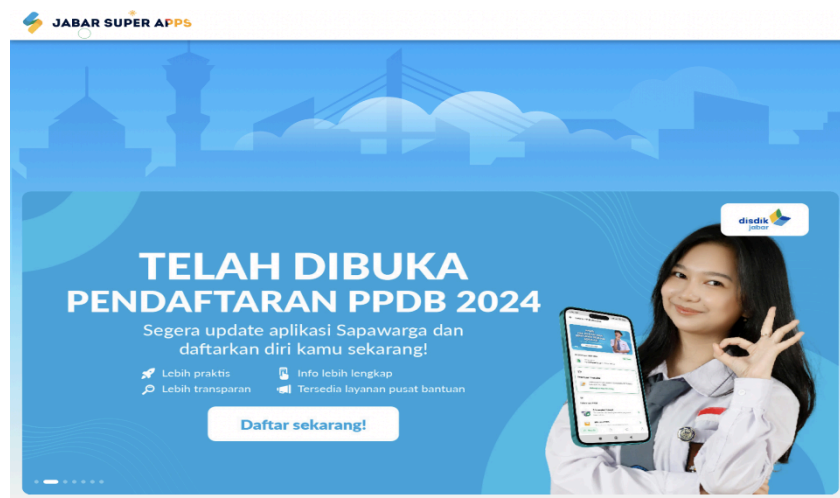 JABAR SUPER APPS
disdik
jabar
TELAH DIBUKA
PENDAFTARAN PPDB 2024
Segera update aplikasi Sapawarga dan
daftarkan diri kamu sekarang!
Lebih praktis
Info lebih lengkap
Lebih transparan
Tersedia layanan pusat bantuan
Daftar sekarang!